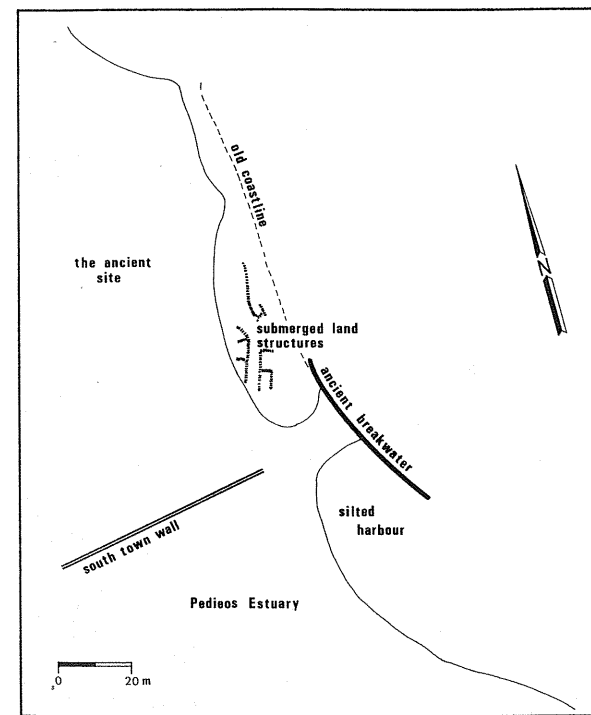 old coastline
the ancient
site
N
submerged land
structures
ancient breakwater
silted
harbour
south town wall
Pedieos Estuary
0 20 m